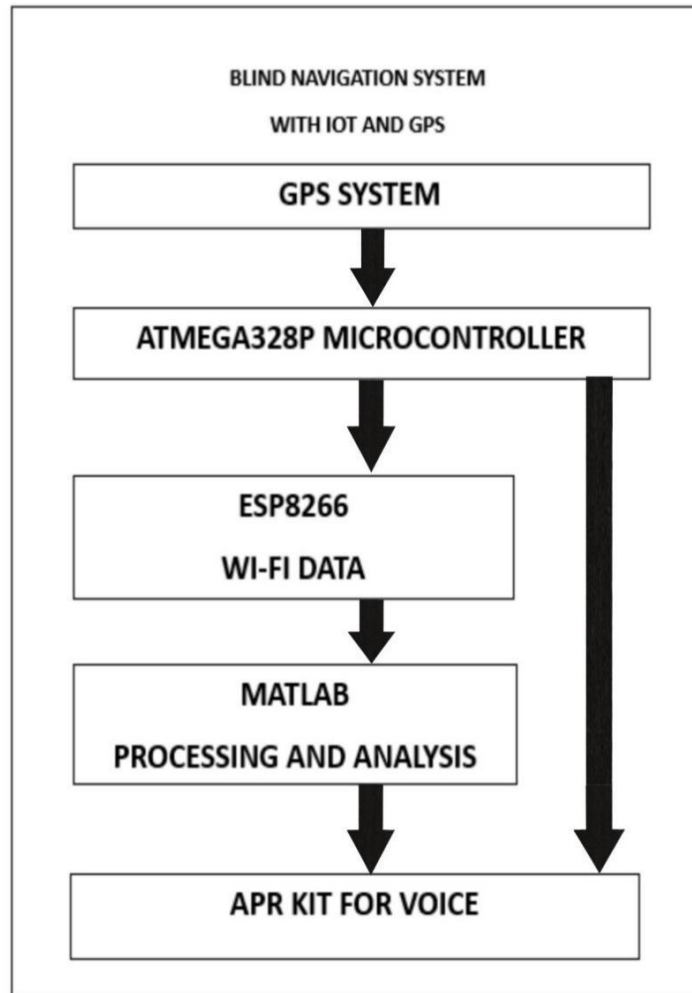 BLIND NAVIGATION SYSTEM
WITH IOT AND GPS
GPS SYSTEM
ATMEGA328P MICROCONTROLLER
ESP8266
WI-FI DATA
MATLAB
PROCESSING AND ANALYSIS
APR KIT FOR VOICE